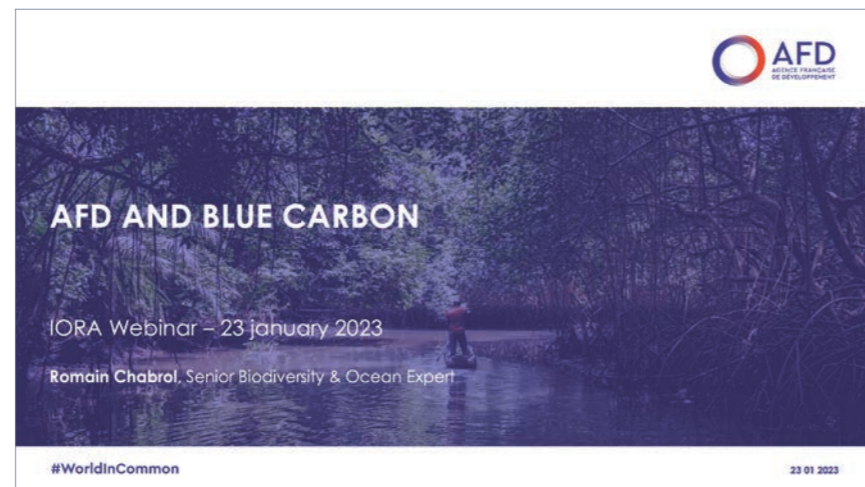 AFD
AGENCE FRANÇAISE
DE DÉVELOPPEMENT
AFD AND BLUE CARBON
IORA Webinar – 23 january 2023
Romain Chabrol, Senior Biodiversity & Ocean Expert
#WorldInCommon
23 01 2023